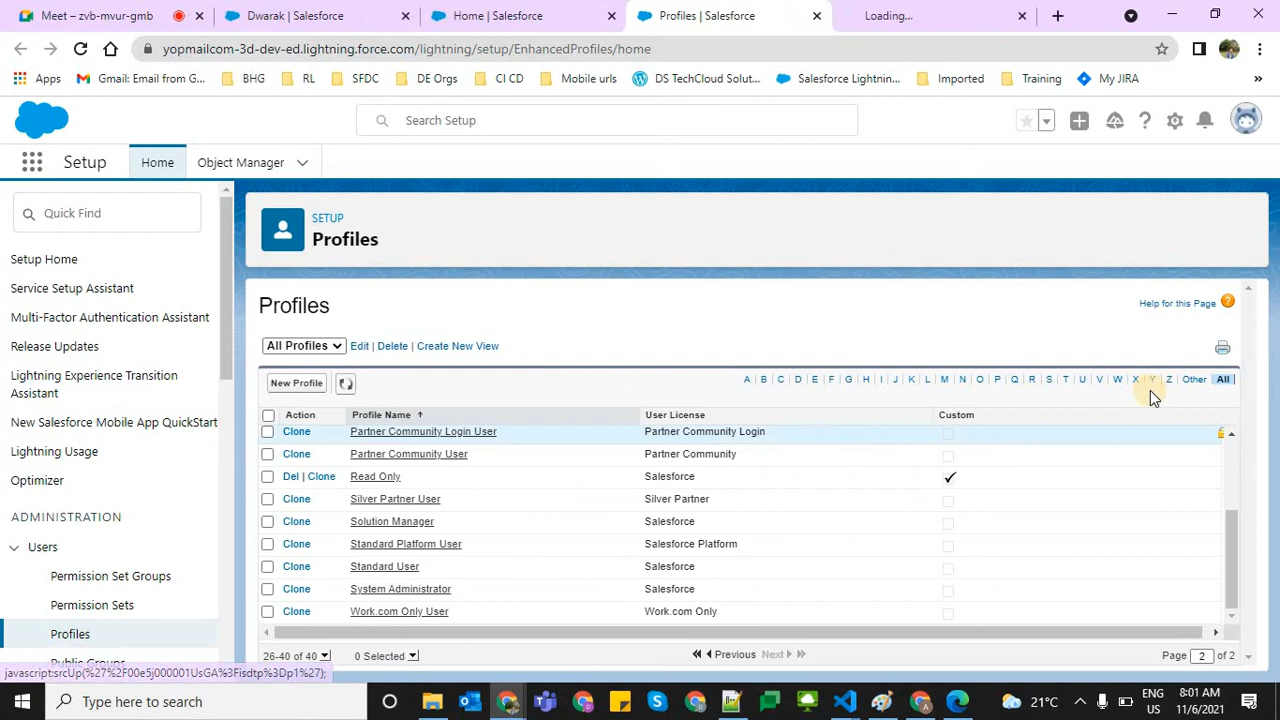 Meet – zvb-mvur-gmb
Dwarak | Salesforce
Home | Salesforce
Profiles | Salesforce
Loading...
yopmailcom-3d-dev-ed.lightning.force.com/lightning/setup/EnhancedProfiles/home
Apps
Gmail: Email from G...
BHG
RL
SFDC
DE Orgs
CI CD
Mobile urls
DS TechCloud Solut...
Salesforce Lightnin...
Imported
Training
My JIRA
Search Setup
Setup
Home
Object Manager
Quick Find
SETUP
Profiles
Setup Home
Service Setup Assistant
Multi-Factor Authentication Assistant
Release Updates
Lightning Experience Transition
Assistant
New Salesforce Mobile App QuickStart
Lightning Usage
Optimizer
ADMINISTRATION
Users
Permission Set Groups
Permission Sets
Profiles
Public Groups
Profiles
Help for this Page
All Profiles
Edit | Delete | Create New View
New Profile
A | B | C | D | E | F | G | H | I | J | K | L | M | N | O | P | Q | R | S | T | U | V | W | X | Y | Z | Other | All
Action Profile Name User License Custom
Clone Partner Community Login User Partner Community Login
Clone Partner Community User Partner Community
Del | Clone Read Only Salesforce
Clone Silver Partner User Silver Partner
Clone Solution Manager Salesforce
Clone Standard Platform User Salesforce Platform
Clone Standard User Salesforce
Clone System Administrator Salesforce
Clone Work.com Only User Work.com Only
26-40 of 40
0 Selected
Previous Next
Page 2 of 2
javascript:srcUp(%27%2F00e5j000001UsGA%3Fisdtp%3Dp1%27);
Type here to search
21°C
ENG
US
8:01 AM
11/6/2021